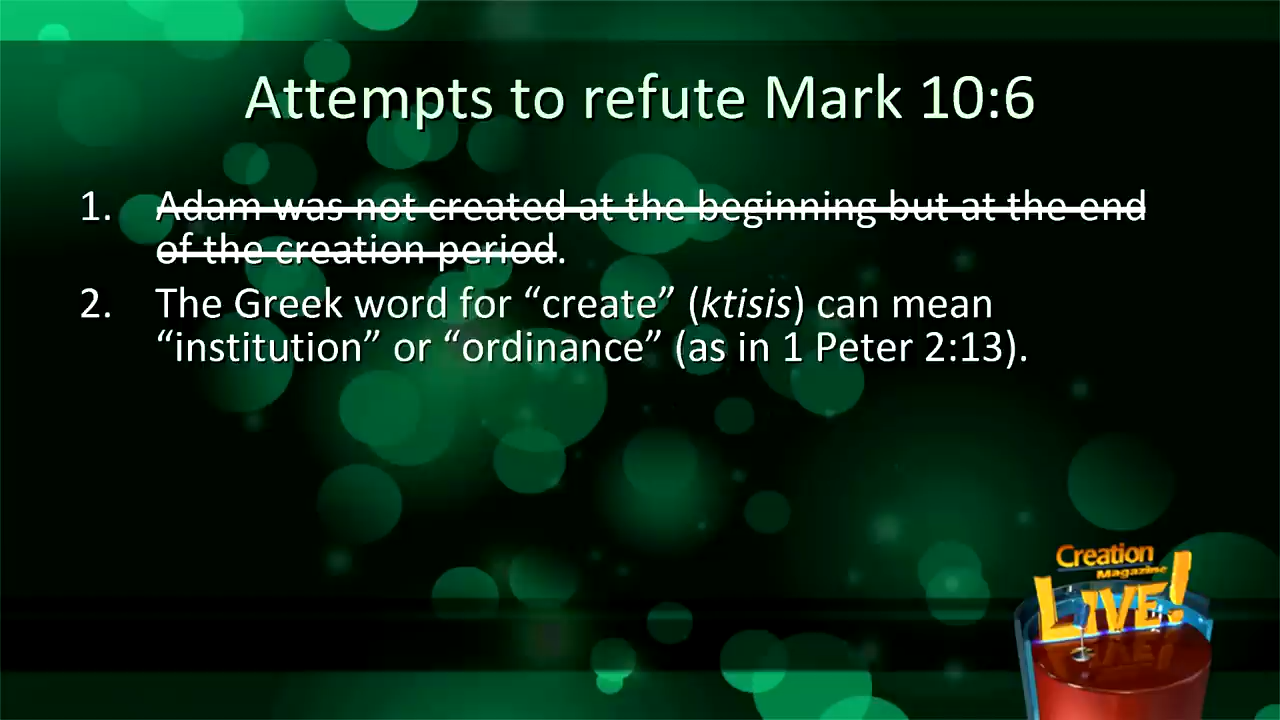 Attempts to refute Mark 10:6
1. Adam was not created at the beginning but at the end
of the creation period.
2. The Greek word for “create” (ktisis) can mean
“institution” or “ordinance” (as in 1 Peter 2:13).
Creation
Magazine
LIVE!